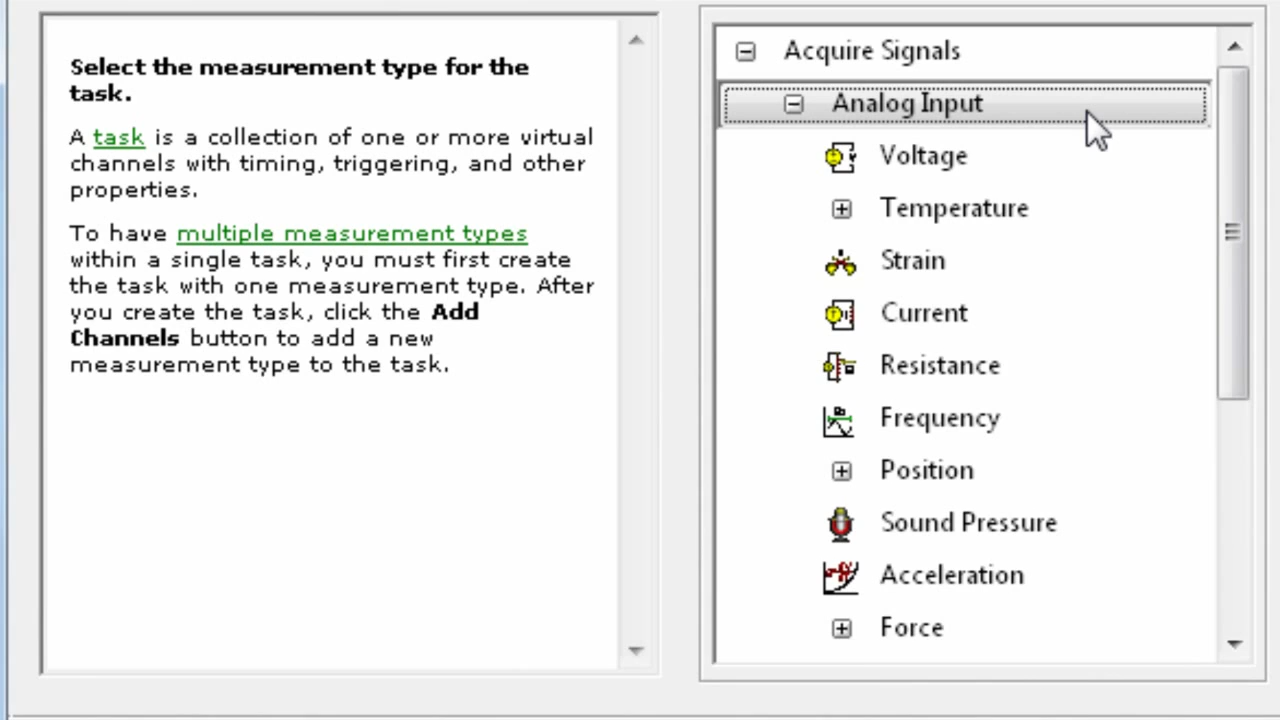 Select the measurement type for the
task.
A task is a collection of one or more virtual
channels with timing, triggering, and other
properties.
To have multiple measurement types
within a single task, you must first create
the task with one measurement type. After
you create the task, click the Add
Channels button to add a new
measurement type to the task.
Acquire Signals
Analog Input
Voltage
Temperature
Strain
Current
Resistance
Frequency
Position
Sound Pressure
Acceleration
Force